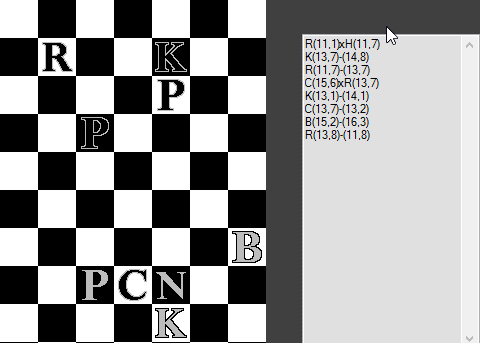 R K
P
P
B
P C N
K
R(11,1)xH(11,7)
K(13,7)-(14,8)
R(11,7)-(13,7)
C(15,6)xR(13,7)
K(13,1)-(14,1)
C(13,7)-(13,2)
B(15,2)-(16,3)
R(13,8)-(11,8)